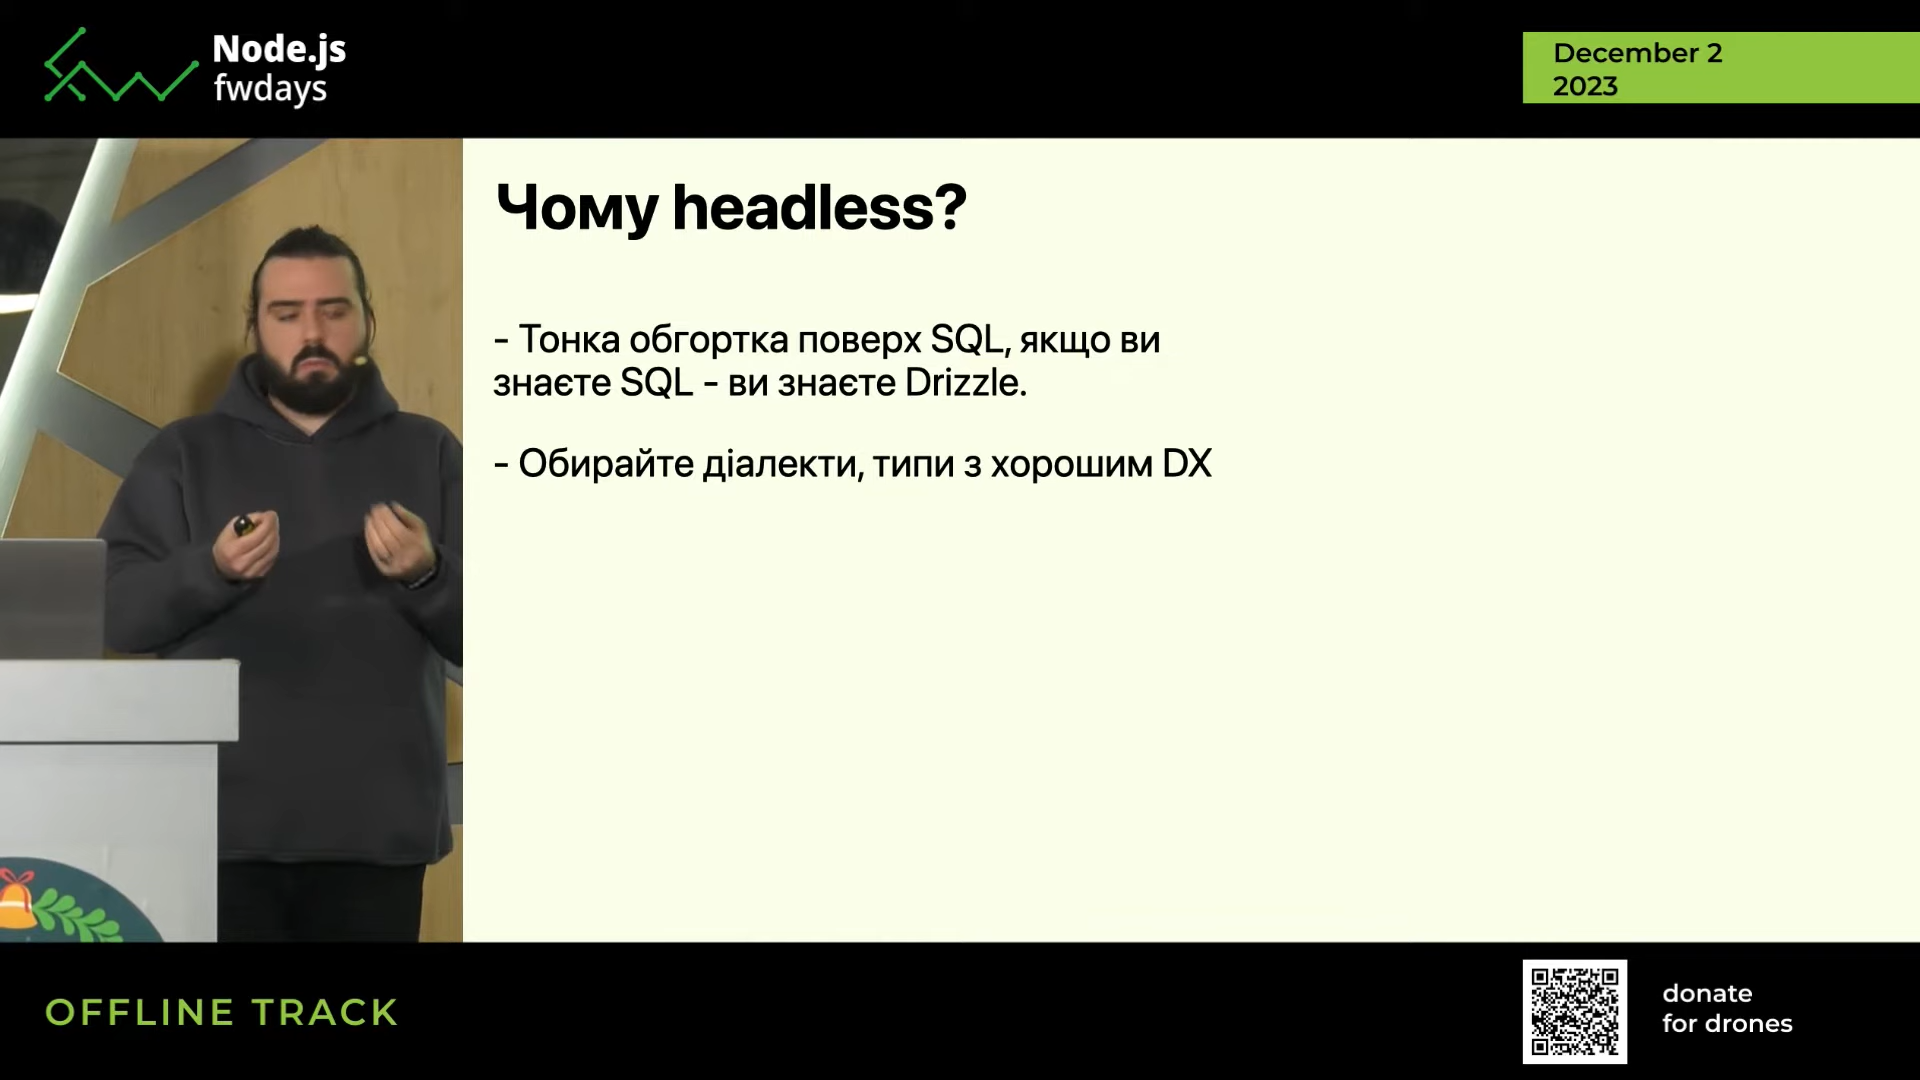 Node.js
fwdays
December 2
2023
Чому headless?
- Тонка обгортка поверх SQL, якщо ви
знаєте SQL - ви знаєте Drizzle.
- Обирайте діалекти, типи з хорошим DX
OFFLINE TRACK
donate
for drones